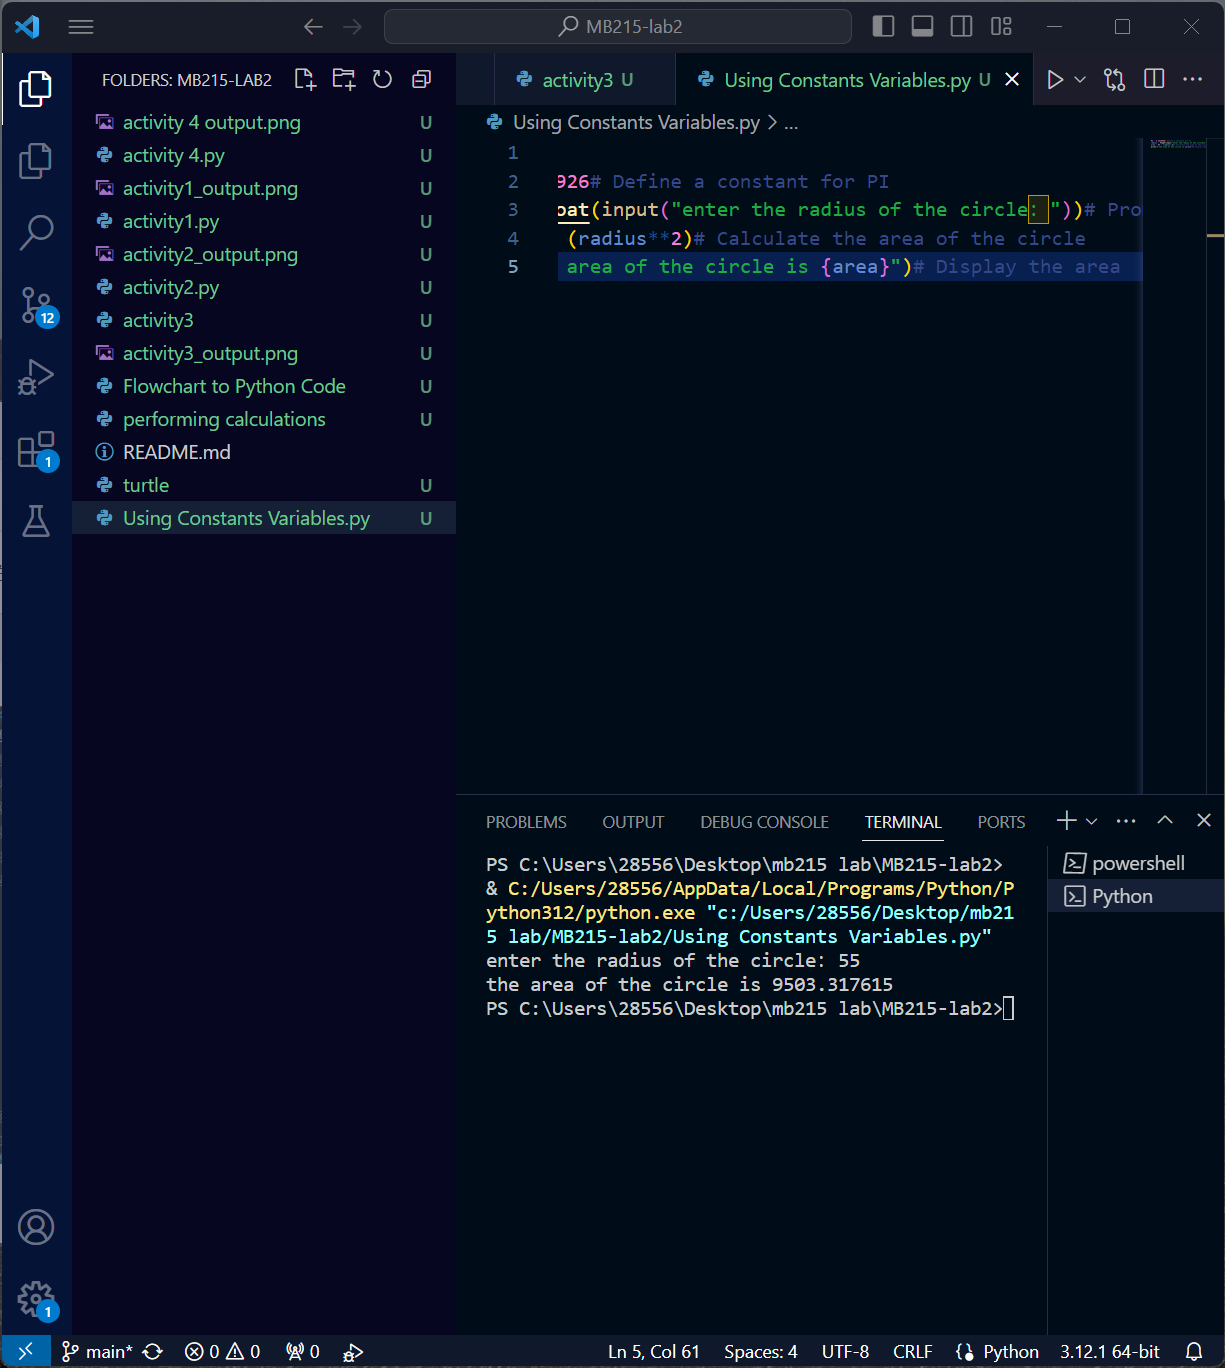 MB215-lab2
FOLDERS: MB215-LAB2
activity 4 output.png U
activity 4.py U
activity1_output.png U
activity1.py U
activity2_output.png U
activity2.py U
activity3 U
activity3_output.png U
Flowchart to Python Code U
performing calculations U
README.md
turtle U
Using Constants Variables.py U
12
1
1
activity3 U
Using Constants Variables.py U
Using Constants Variables.py > ...
1
2 926# Define a constant for PI
3 oat(input("enter the radius of the circle: "))# Pro
4 (radius**2)# Calculate the area of the circle
5 area of the circle is {area}")# Display the area
PROBLEMS OUTPUT DEBUG CONSOLE TERMINAL PORTS
PS C:\Users\28556\Desktop\mb215 lab\MB215-lab2>
& C:/Users/28556/AppData/Local/Programs/Python/P
ython312/python.exe "c:/Users/28556/Desktop/mb21
5 lab/MB215-lab2/Using Constants Variables.py"
enter the radius of the circle: 55
the area of the circle is 9503.317615
PS C:\Users\28556\Desktop\mb215 lab\MB215-lab2>
powershell
Python
main* 0 0 0 Ln 5, Col 61 Spaces: 4 UTF-8 CRLF Python 3.12.1 64-bit